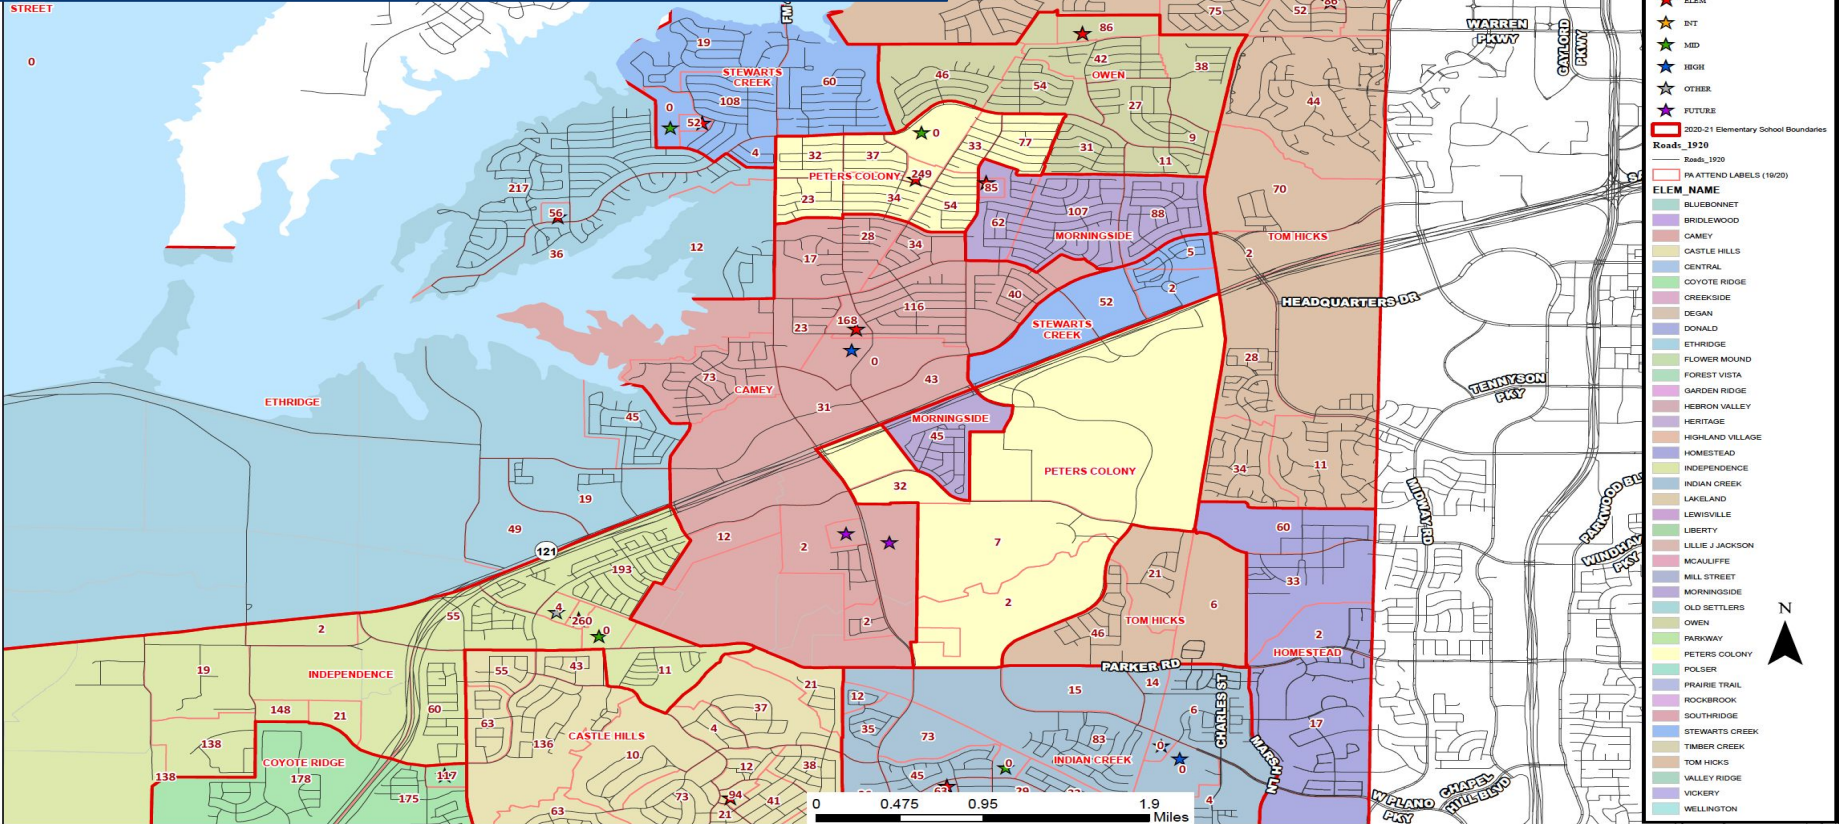 STREET
0
FM
19
STEWARTS
CREEK
60
108
0
52
4
217
56
36
12
75
52
86
86
42
46
OWEN
38
54
27
44
9
31
11
0
33
77
32
37
PETERS COLONY
249
85
23
34
54
107
88
62
MORNINGSIDE
70
TOM HICKS
2
28
34
17
5
2
40
52
STEWARTS
CREEK
116
168
23
0
43
73
CAMEY
31
ETHRIDGE
45
MORNINGSIDE
45
28
34
11
PETERS COLONY
32
19
49
121
12
2
7
2
2
60
33
2
HOMESTEAD
17
21
6
46
TOM HICKS
PARKER RD
193
4
260
0
55
2
19
INDEPENDENCE
148
21
138
138
60
COYOTE RIDGE
178
117
175
55
43
11
63
136
CASTLE HILLS
10
21
37
4
12
38
73
94
41
21
63
12
35
73
15
14
6
83
INDIAN CREEK
0
0
0
45
63
29
4
CHARLES ST
MARSH LN
HEADQUARTERS DR
TENNYSON
PKY
MIDWAY RD
WARREN
PKWY
GAYLORD
PKWY
W PLANO
PKY
CHAPEL
HILL BLVD
0 0.475 0.95 1.9
Miles
N
ELEM
INT
MID
HIGH
OTHER
FUTURE
2020-21 Elementary School Boundaries
Roads_1920
Roads_1920
PA ATTEND LABELS (19/20)
ELEM_NAME
BLUEBONNET
BRIDLEWOOD
CAMEY
CASTLE HILLS
CENTRAL
COYOTE RIDGE
CREEKSIDE
DEGAN
DONALD
ETHRIDGE
FLOWER MOUND
FOREST VISTA
GARDEN RIDGE
HEBRON VALLEY
HERITAGE
HIGHLAND VILLAGE
HOMESTEAD
INDEPENDENCE
INDIAN CREEK
LAKELAND
LEWISVILLE
LIBERTY
LILLIE J JACKSON
MCAULIFFE
MILL STREET
MORNINGSIDE
OLD SETTLERS
OWEN
PARKWAY
PETERS COLONY
POLSER
PRAIRIE TRAIL
ROCKBROOK
SOUTHRIDGE
STEWARTS CREEK
TIMBER CREEK
TOM HICKS
VALLEY RIDGE
VICKERY
WELLINGTON